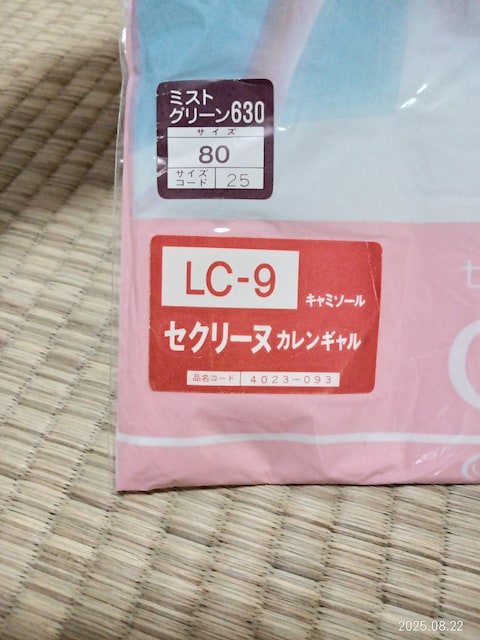 ミスト
グリーン630
サイズ
80
サイズ
コード
25
LC-9
キャミソール
セクリーヌ カレンギャル
品名コード 4023-093
2025.08.22